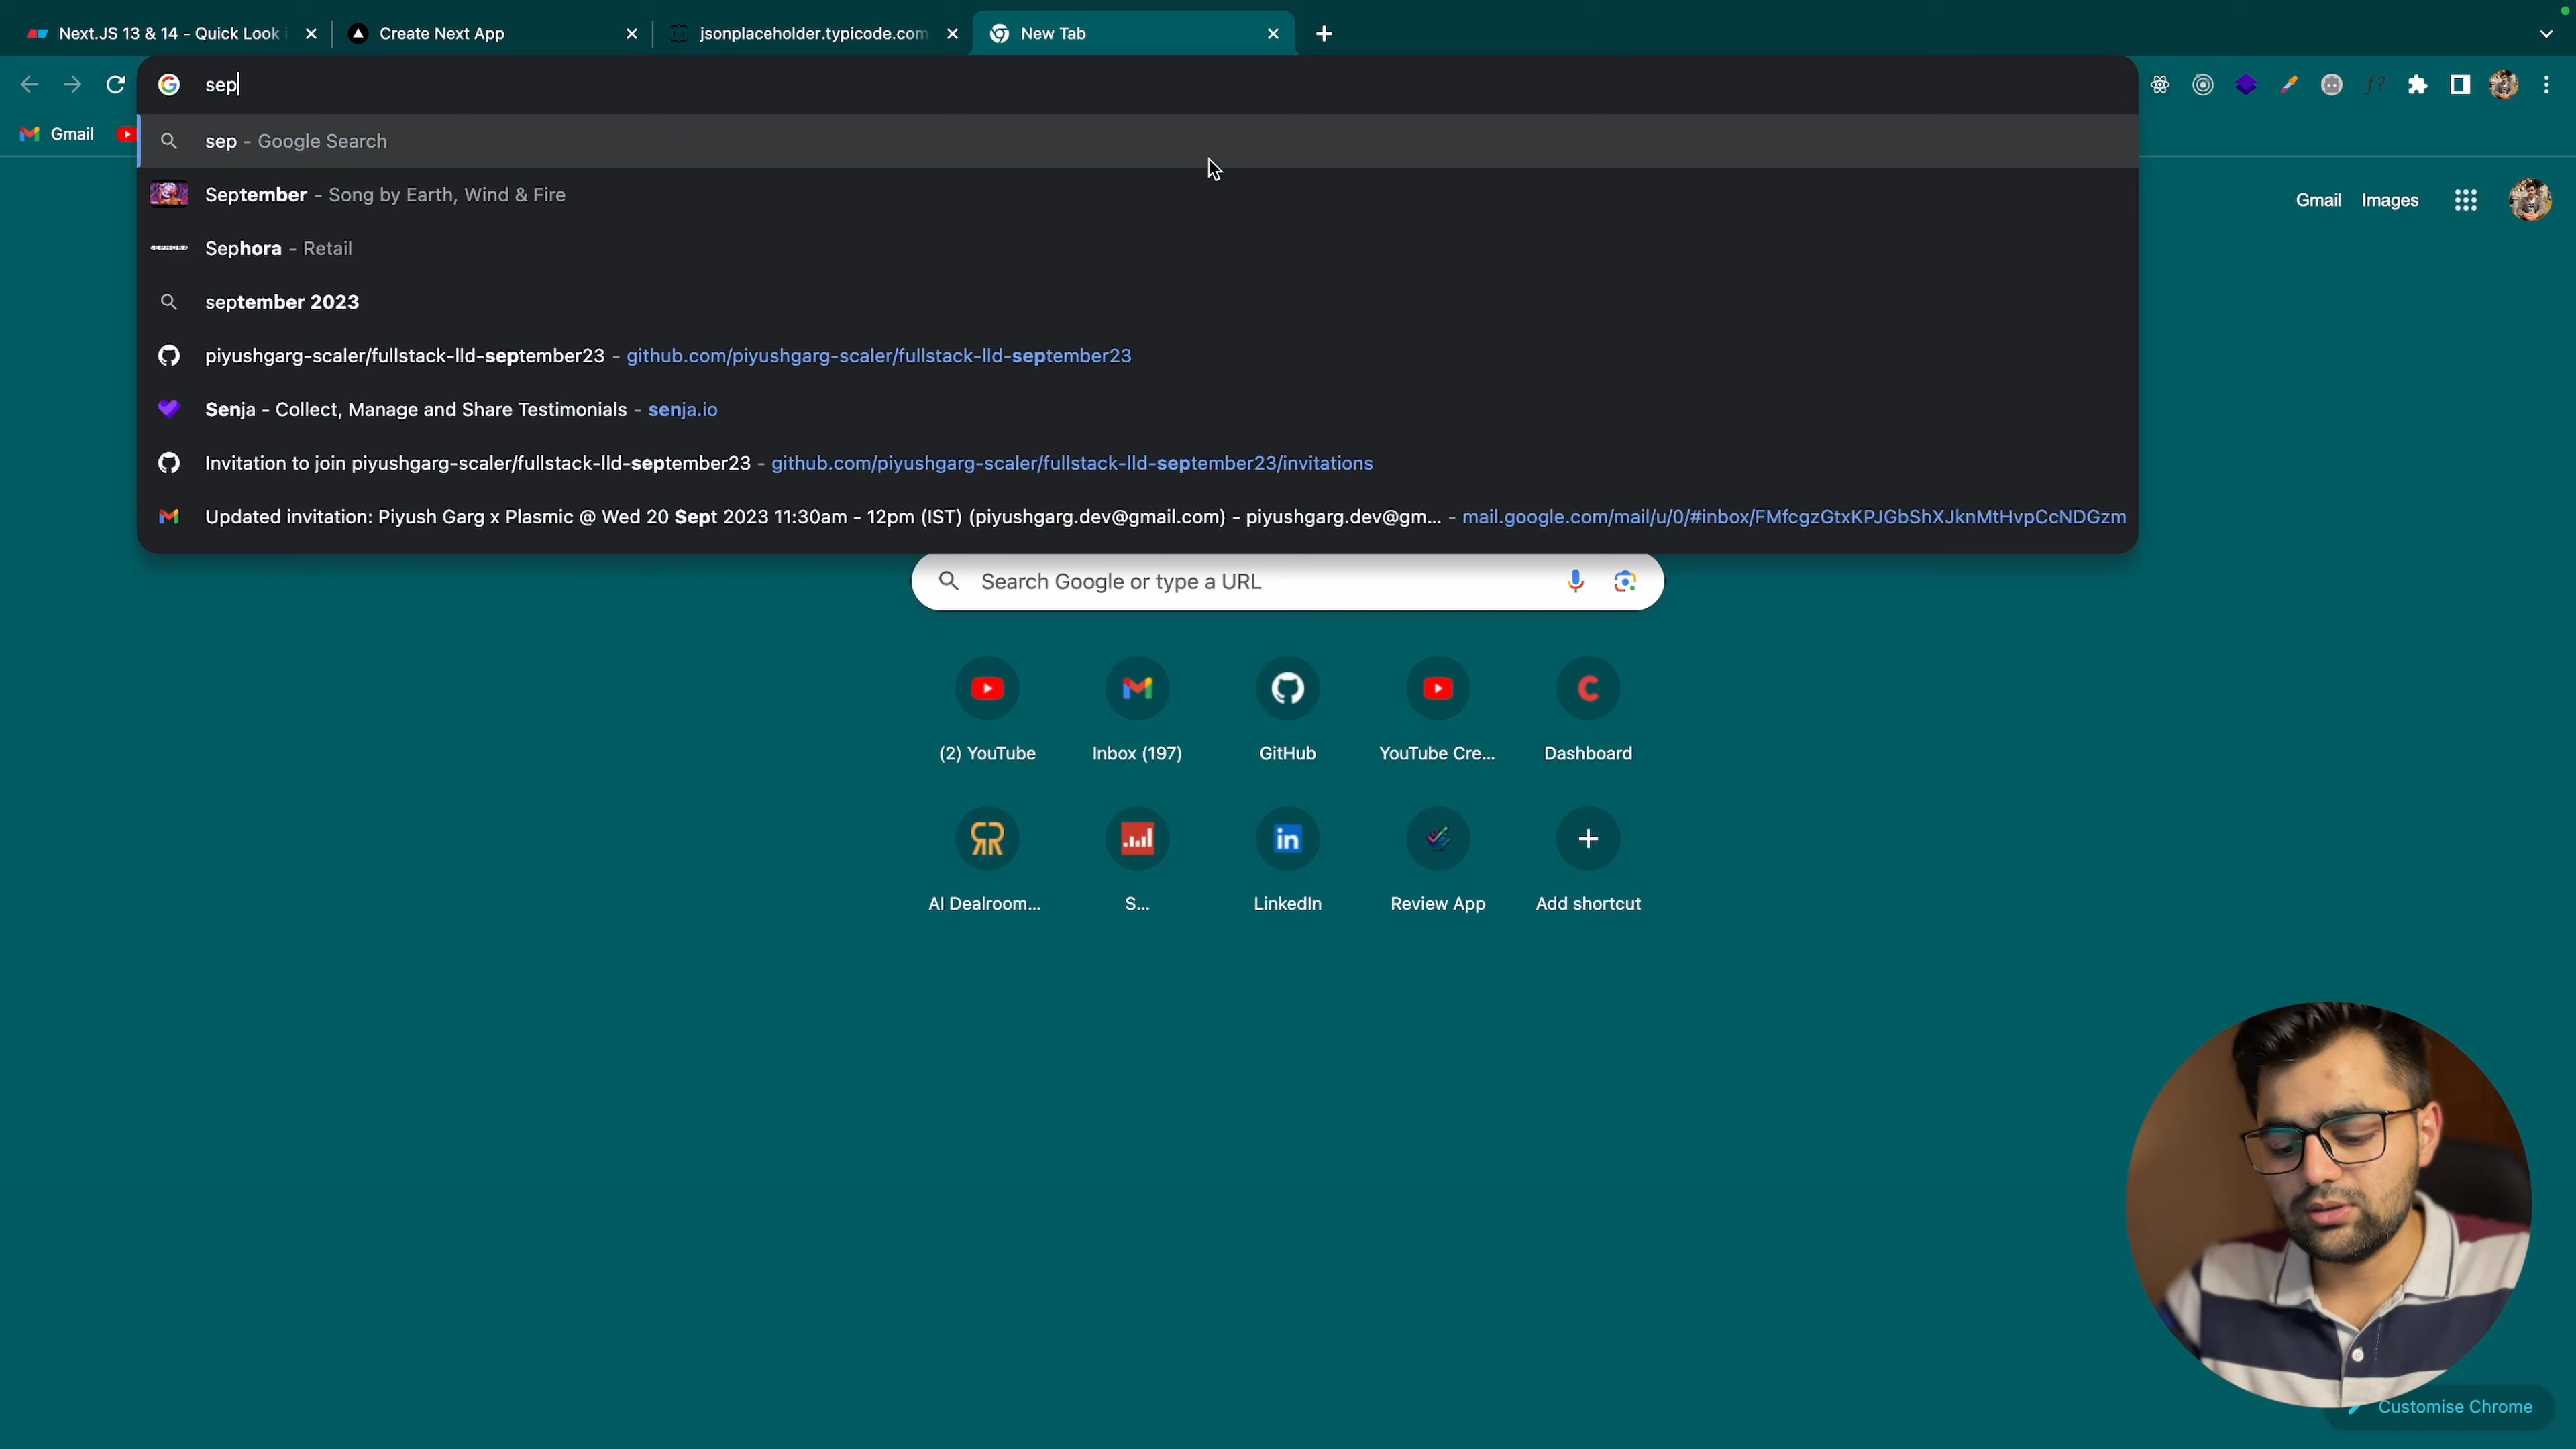 Next.JS 13 & 14 - Quick Look
Create Next App
jsonplaceholder.typicode.com
New Tab
sep
Gmail
sep - Google Search
September - Song by Earth, Wind & Fire
Sephora - Retail
september 2023
piyushgarg-scaler/fullstack-lld-september23 - github.com/piyushgarg-scaler/fullstack-lld-september23
Senja - Collect, Manage and Share Testimonials - senja.io
Invitation to join piyushgarg-scaler/fullstack-lld-september23 - github.com/piyushgarg-scaler/fullstack-lld-september23/invitations
Updated invitation: Piyush Garg x Plasmic @ Wed 20 Sept 2023 11:30am - 12pm (IST) (piyushgarg.dev@gmail.com) - piyushgarg.dev@gm... - mail.google.com/mail/u/0/#inbox/FMfcgzGtxKPJGbShXJknMtHvpCcNDGzm
Gmail Images
Search Google or type a URL
(2) YouTube
Inbox (197)
GitHub
YouTube Cre...
Dashboard
AI Dealroom...
S...
LinkedIn
Review App
Add shortcut
Customise Chrome